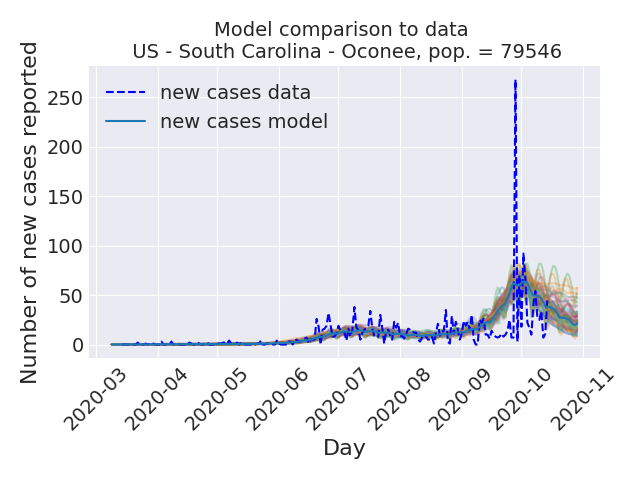 Model comparison to data
US - South Carolina - Oconee, pop. = 79546
Number of new cases reported
250
200
150
100
50
0
new cases data
new cases model
2020-03
2020-04
2020-05
2020-06
2020-07
2020-08
2020-09
2020-10
2020-11
Day